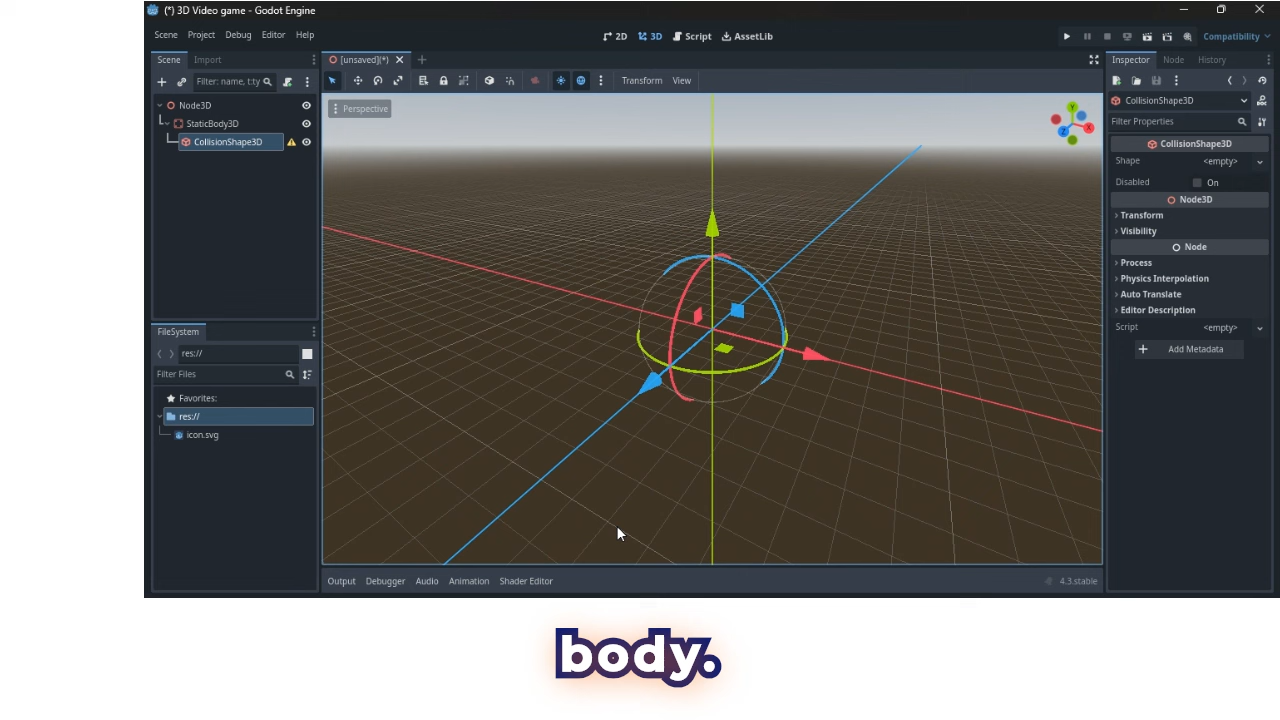 (*) 3D Video game - Godot Engine
Scene Project Debug Editor Help
2D 3D Script AssetLib
Compatibility
Scene Import
[unsaved](*)
Inspector Node History
Filter: name, t:ty
Transform View
Node3D
StaticBody3D
CollisionShape3D
Perspective
Y
X
Z
CollisionShape3D
Filter Properties
CollisionShape3D
Shape <empty>
Disabled On
Node3D
Transform
Visibility
Node
Process
Physics Interpolation
Auto Translate
Editor Description
Script <empty>
Add Metadata
FileSystem
res://
Filter Files
Favorites:
res://
icon.svg
Output Debugger Audio Animation Shader Editor
4.3.stable
body.